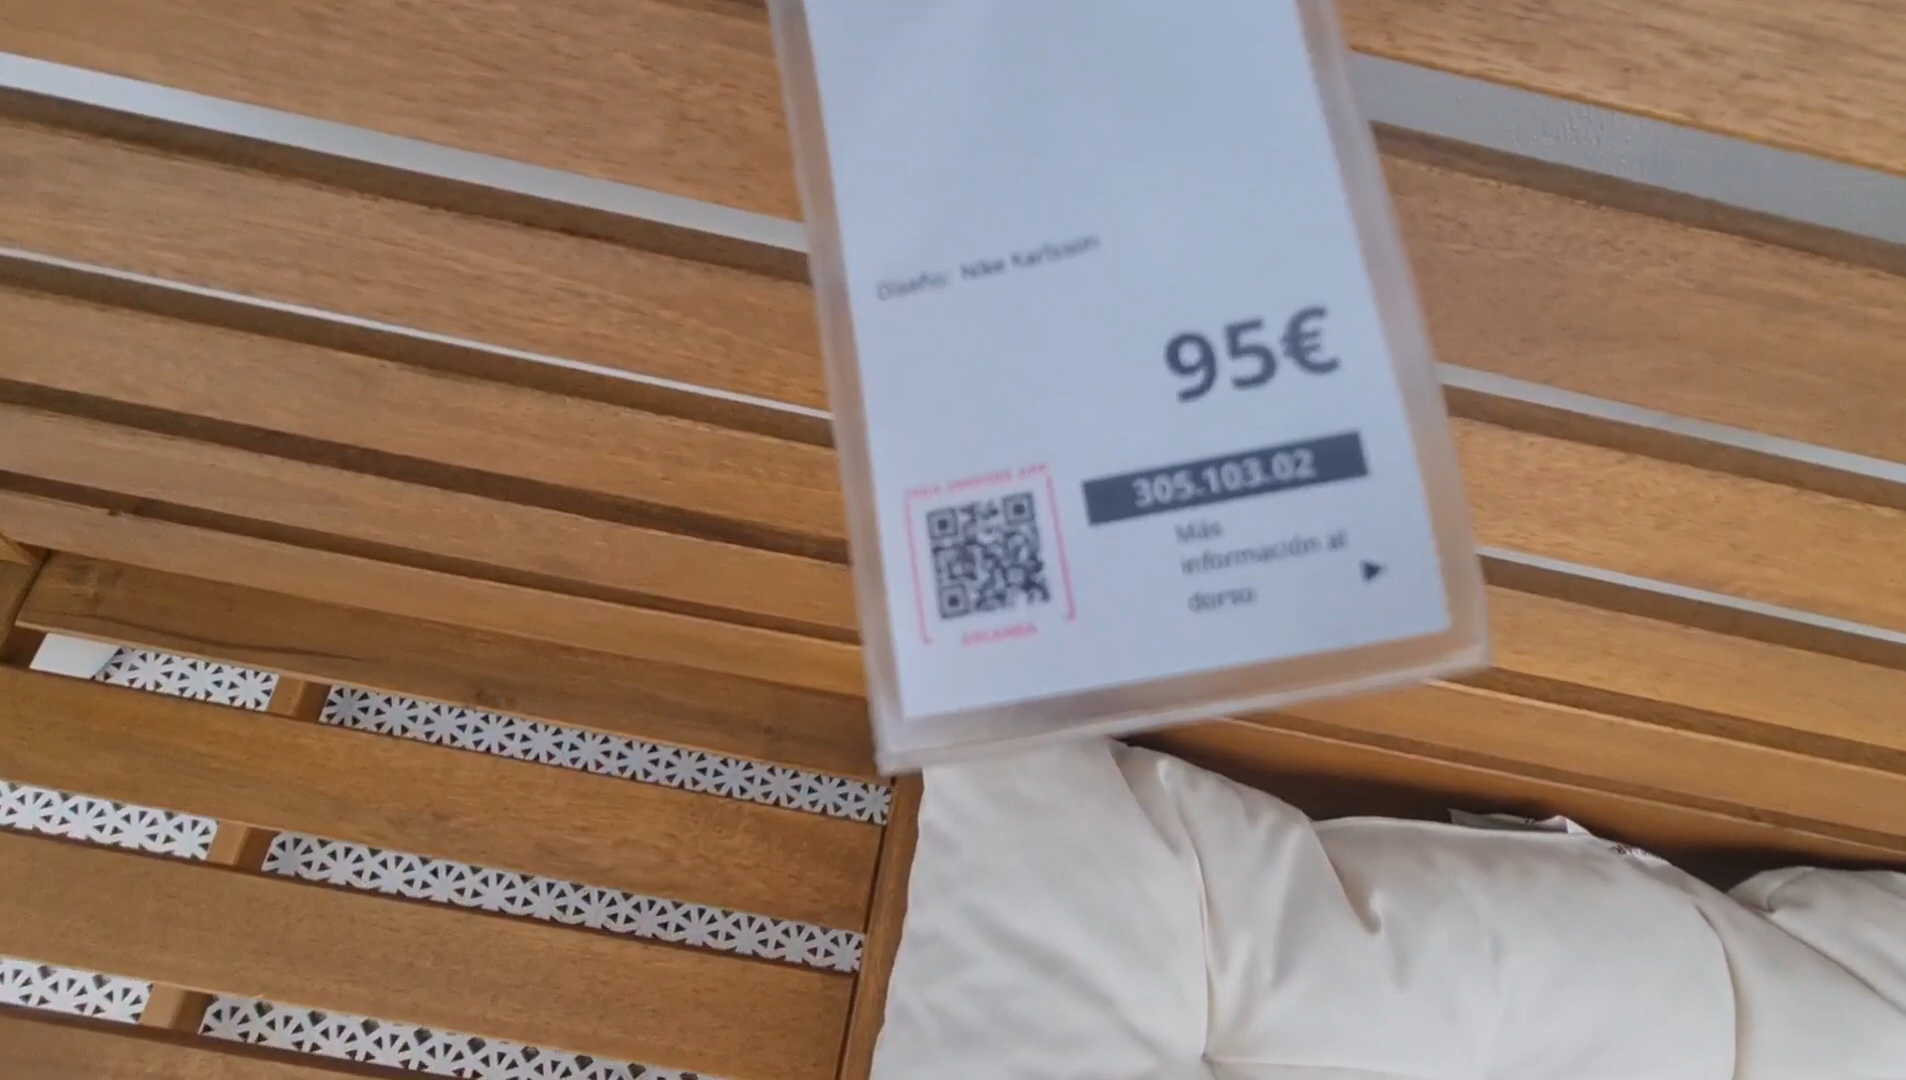 Diseño: Nike Karlsson
95€
305.103.02
Más
información al
dorso
ESCANEA